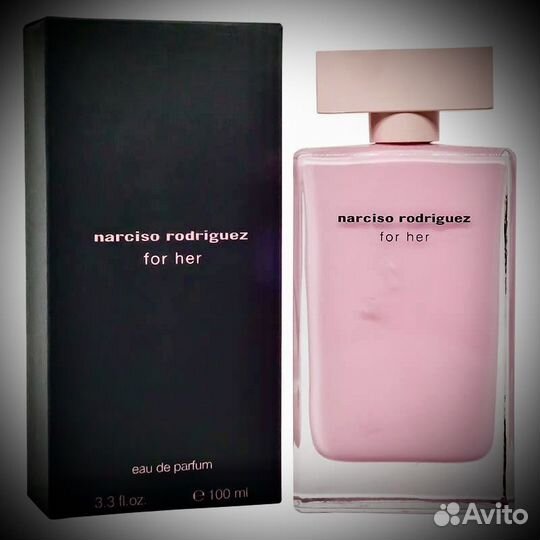 narciso rodriguez
for her
eau de parfum
3.3 fl.oz. ℮ 100 ml
narciso rodriguez
for her
Avito